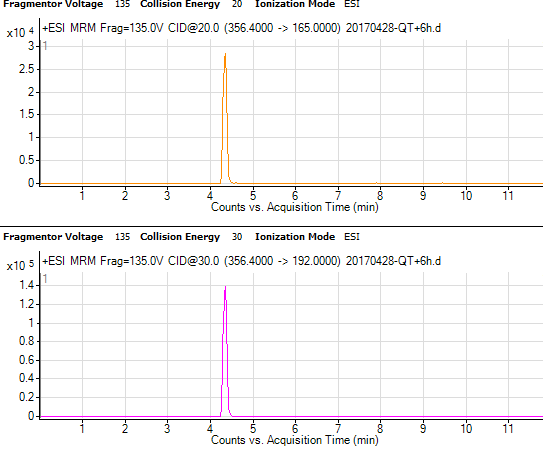 Fragmentor Voltage 135 Collision Energy 20 Ionization Mode ESI
x10 4 +ESI MRM Frag=135.0V CID@20.0 (356.4000 -> 165.0000) 20170428-QT+6h.d
1
3
2.5
2
1.5
1
0.5
0
1 2 3 4 5 6 7 8 9 10 11
Counts vs. Acquisition Time (min)
Fragmentor Voltage 135 Collision Energy 30 Ionization Mode ESI
x10 5 +ESI MRM Frag=135.0V CID@30.0 (356.4000 -> 192.0000) 20170428-QT+6h.d
1
1.4
1.2
1
0.8
0.6
0.4
0.2
0
1 2 3 4 5 6 7 8 9 10 11
Counts vs. Acquisition Time (min)